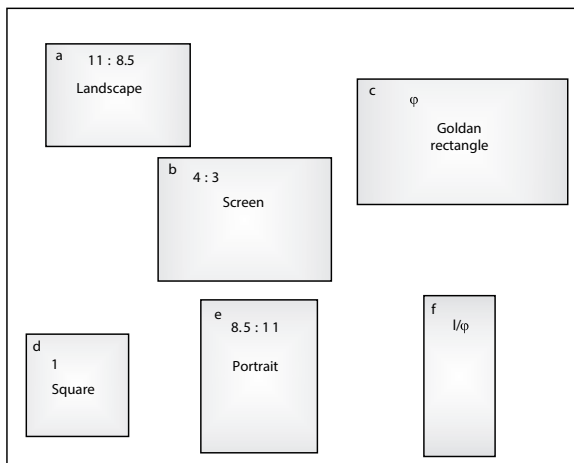 a
11 : 8.5
Landscape
b
4 : 3
Screen
c
φ
Goldan
rectangle
d
1
Square
e
8.5 : 11
Portrait
f
l/φ